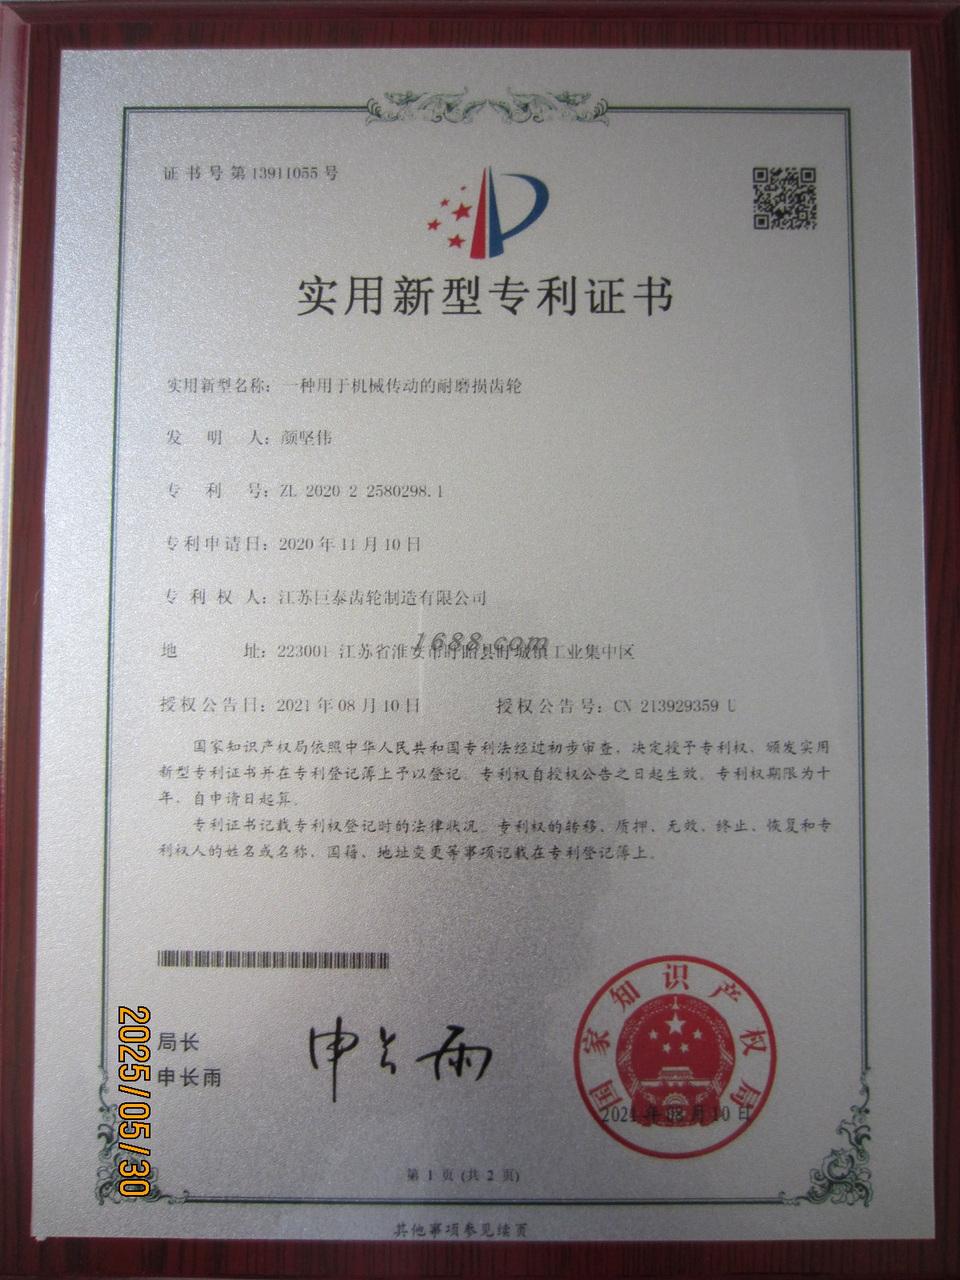 证书号第13911055号
实用新型专利证书
实用新型名称：一种用于机械传动的耐磨损齿轮
发明人：颜坚伟
专利号：ZL 2020 2 2580298.1
专利申请日：2020年11月10日
专利权人：江苏巨泰齿轮制造有限公司
地址：223001 江苏省淮安市盱眙县盱城镇工业集中区
1688.com
授权公告日：2021年08月10日 授权公告号：CN 213929359 U
国家知识产权局依照中华人民共和国专利法经过初步审查，决定授予专利权，颁发实用
新型专利证书并在专利登记簿上予以登记。专利权自授权公告之日起生效。专利权期限为十
年，自申请日起算。
专利证书记载专利权登记时的法律状况。专利权的转移、质押、无效、终止、恢复和专
利权人的姓名或名称、国籍、地址变更等事项记载在专利登记簿上。
局长
申长雨
申长雨
国家知识产权局
2021年08月10日
2025/05/30
第 1 页 (共 2 页)
其他事项参见续页